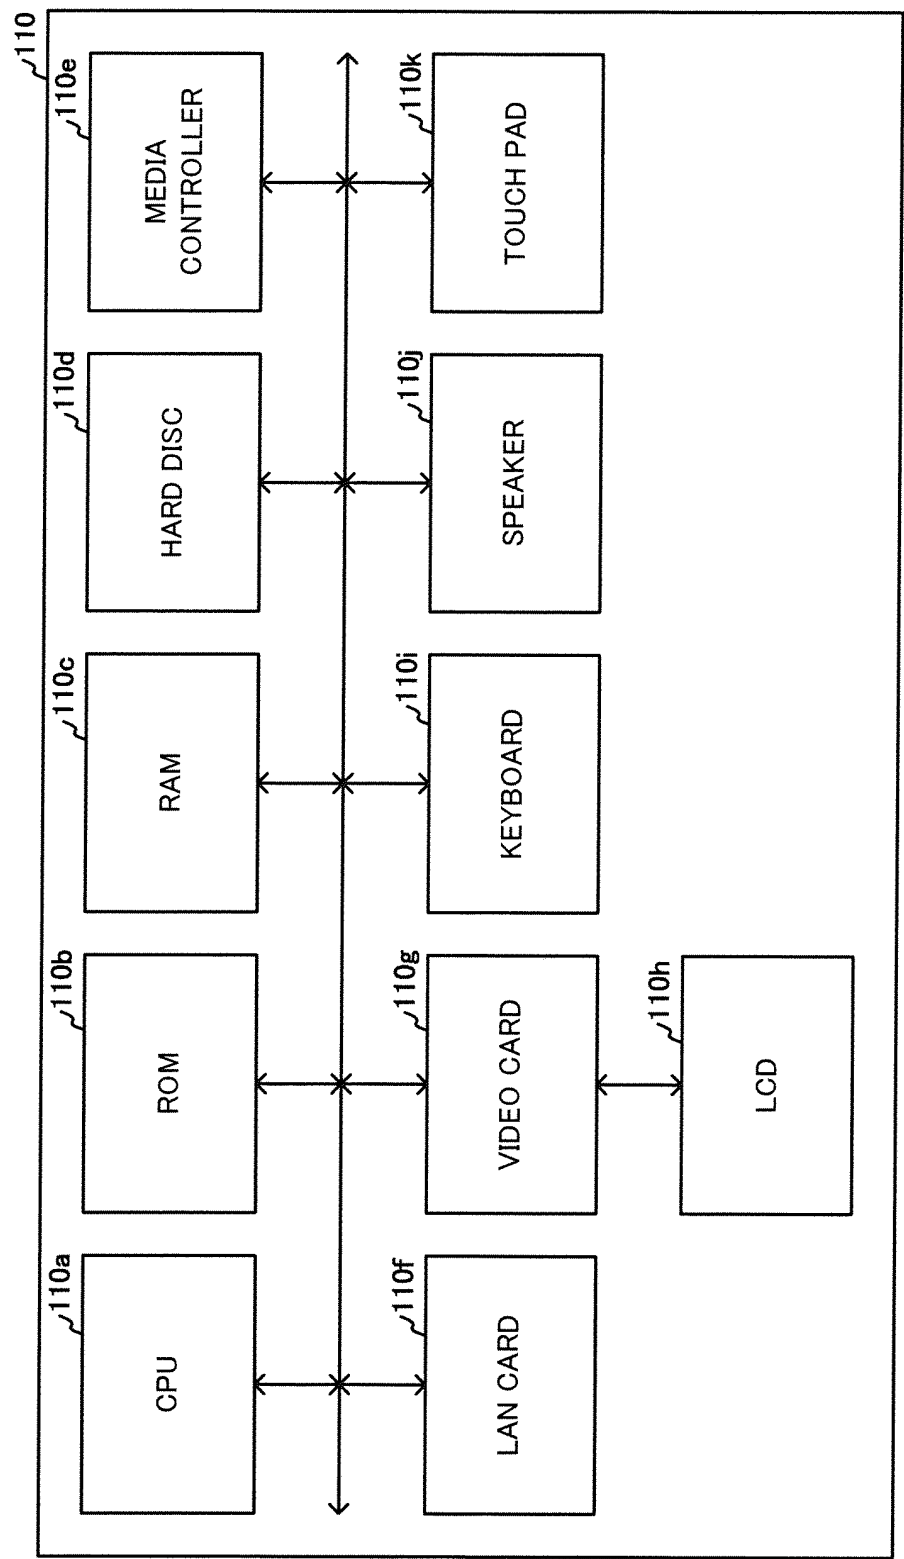 110
110a
CPU
110b
ROM
110c
RAM
110d
HARD DISC
110e
MEDIA
CONTROLLER
110f
LAN CARD
110g
VIDEO CARD
110i
KEYBOARD
110j
SPEAKER
110k
TOUCH PAD
110h
LCD